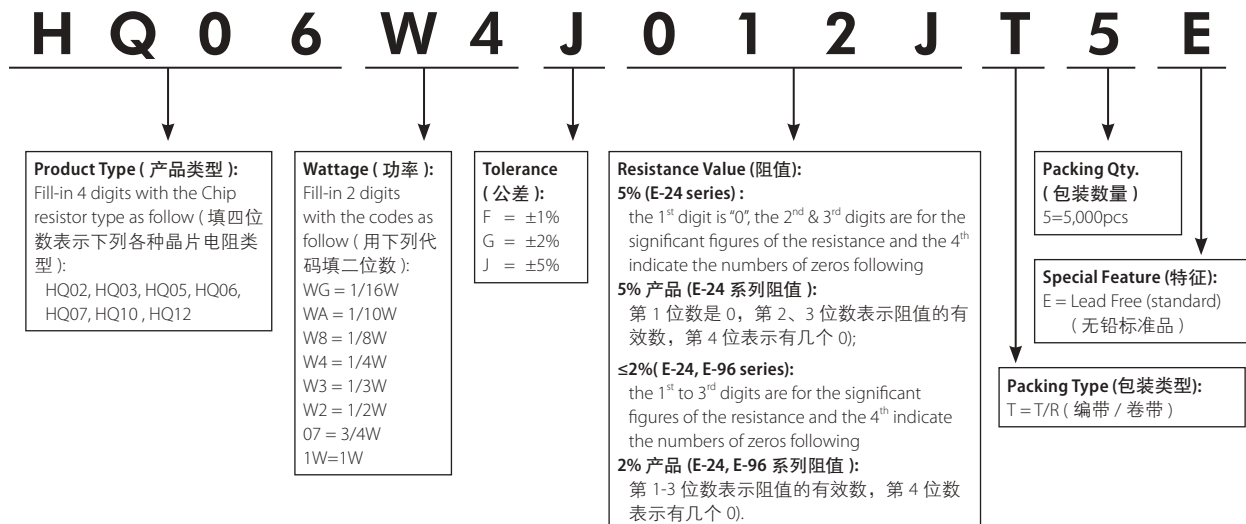 HQ06W4J012JT5E
Product Type ( 产品类型 ):
Fill-in 4 digits with the Chip
resistor type as follow ( 填四位
数表示下列各种晶片电阻类
型 ):
HQ02, HQ03, HQ05, HQ06,
HQ07, HQ10 , HQ12
Wattage ( 功率 ):
Fill-in 2 digits
with the codes as
follow ( 用下列代
码填二位数 ):
WG = 1/16W
WA = 1/10W
W8 = 1/8W
W4 = 1/4W
W3 = 1/3W
W2 = 1/2W
07 = 3/4W
1W=1W
Tolerance
( 公差 ):
F = ±1%
G = ±2%
J = ±5%
Resistance Value (阻值):
5% (E-24 series) :
the 1st digit is “0”, the 2nd & 3rd digits are for the
significant figures of the resistance and the 4th
indicate the numbers of zeros following
5% 产品 (E-24 系列阻值 ):
第 1 位数是 0，第 2、3 位数表示阻值的有
效数，第 4 位表示有几个 0);
≤2%( E-24, E-96 series):
the 1st to 3rd digits are for the significant
figures of the resistance and the 4th indicate
the numbers of zeros following
2% 产品 (E-24, E-96 系列阻值 ):
第 1-3 位数表示阻值的有效数，第 4 位数
表示有几个 0).
Packing Qty.
( 包装数量 )
5=5,000pcs
Special Feature (特征):
E = Lead Free (standard)
( 无铅标准品 )
Packing Type (包装类型):
T = T/R ( 编带 / 卷带 )